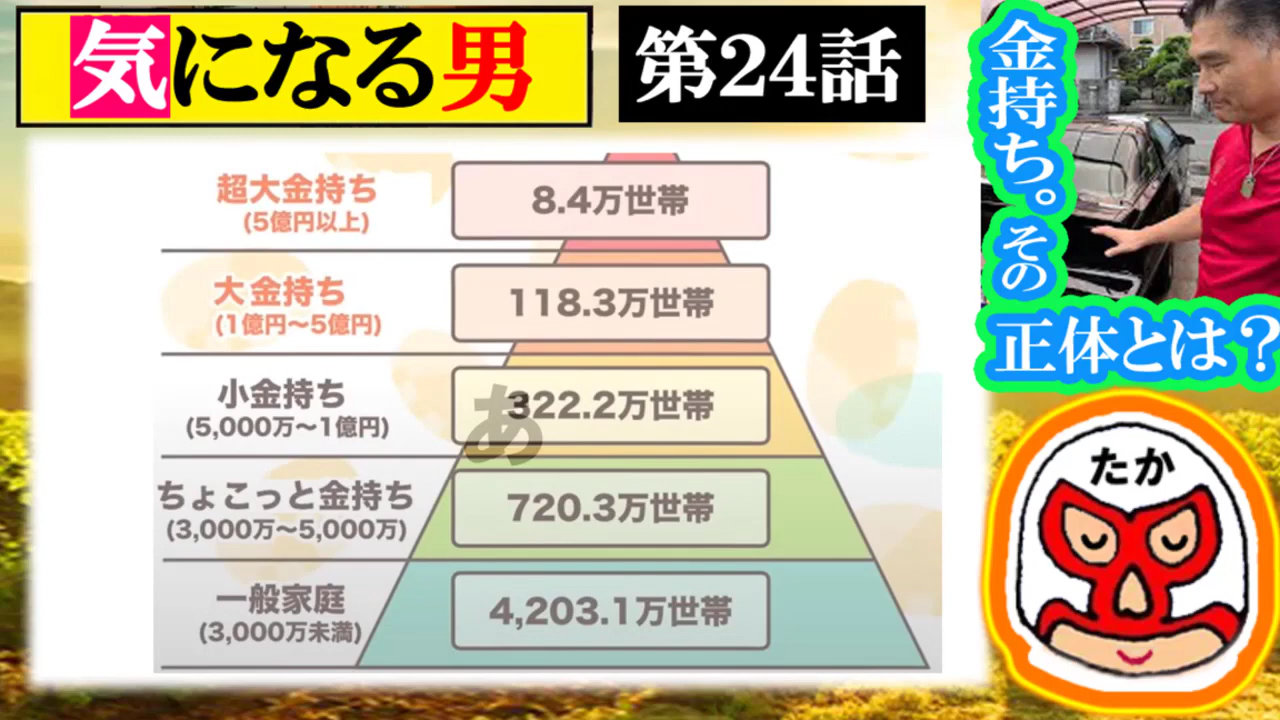 気になる男
第24話
金持ち。その
正体とは?
超大金持ち
(5億円以上)
8.4万世帯
大金持ち
(1億円〜5億円)
118.3万世帯
小金持ち
(5,000万〜1億円)
322.2万世帯
あ
ちょこっと金持ち
(3,000万〜5,000万)
720.3万世帯
一般家庭
(3,000万未満)
4,203.1万世帯
たか